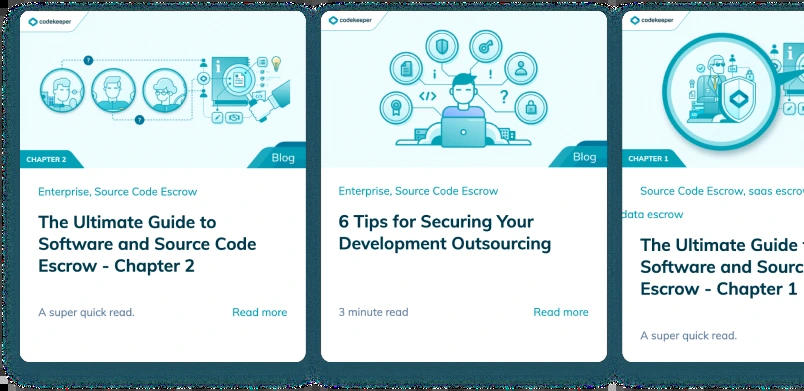 codekeeper
CHAPTER 2
Blog
Enterprise, Source Code Escrow
The Ultimate Guide to
Software and Source Code
Escrow - Chapter 2
A super quick read.
Read more
codekeeper
Blog
Enterprise, Source Code Escrow
6 Tips for Securing Your
Development Outsourcing
3 minute read
Read more
codekeeper
CHAPTER 1
Source Code Escrow, saas escrow
data escrow
The Ultimate Guide
Software and Sourc
Escrow - Chapter 1
A super quick read.